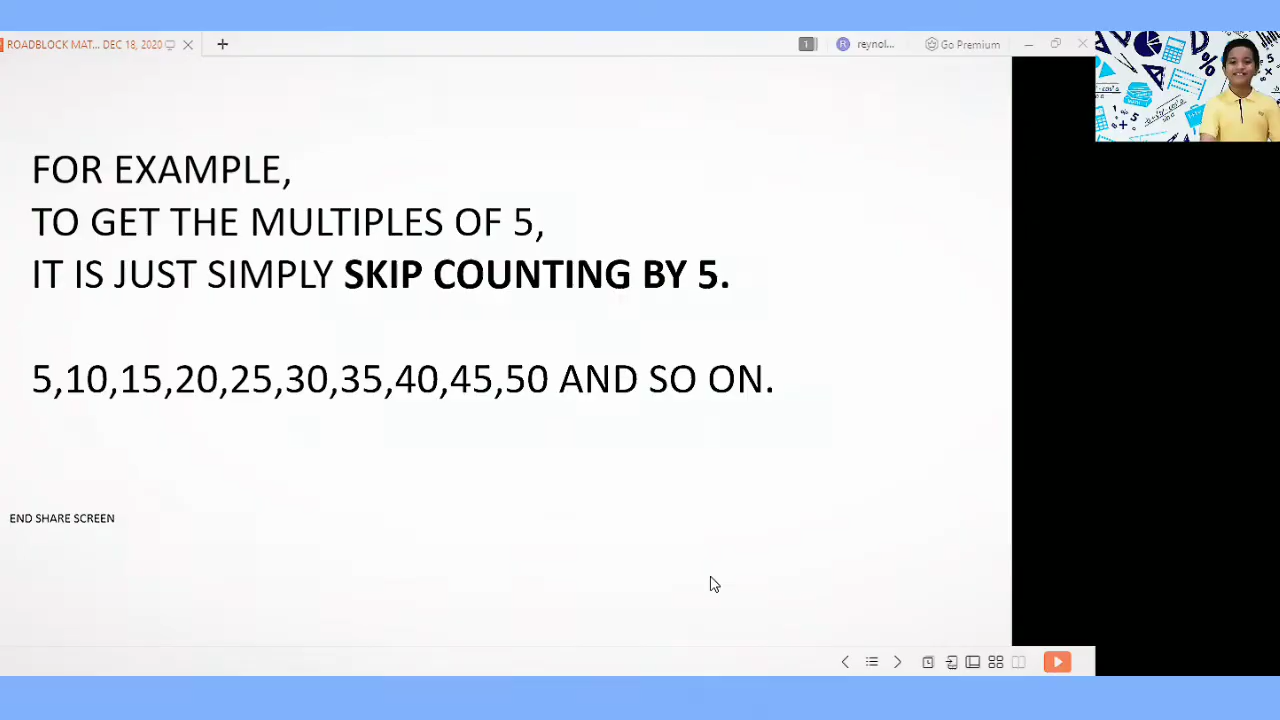 ROADBLOCK MAT... DEC 18, 2020
1
R
reynol...
Go Premium
FOR EXAMPLE,
TO GET THE MULTIPLES OF 5,
IT IS JUST SIMPLY SKIP COUNTING BY 5.
5,10,15,20,25,30,35,40,45,50 AND SO ON.
END SHARE SCREEN